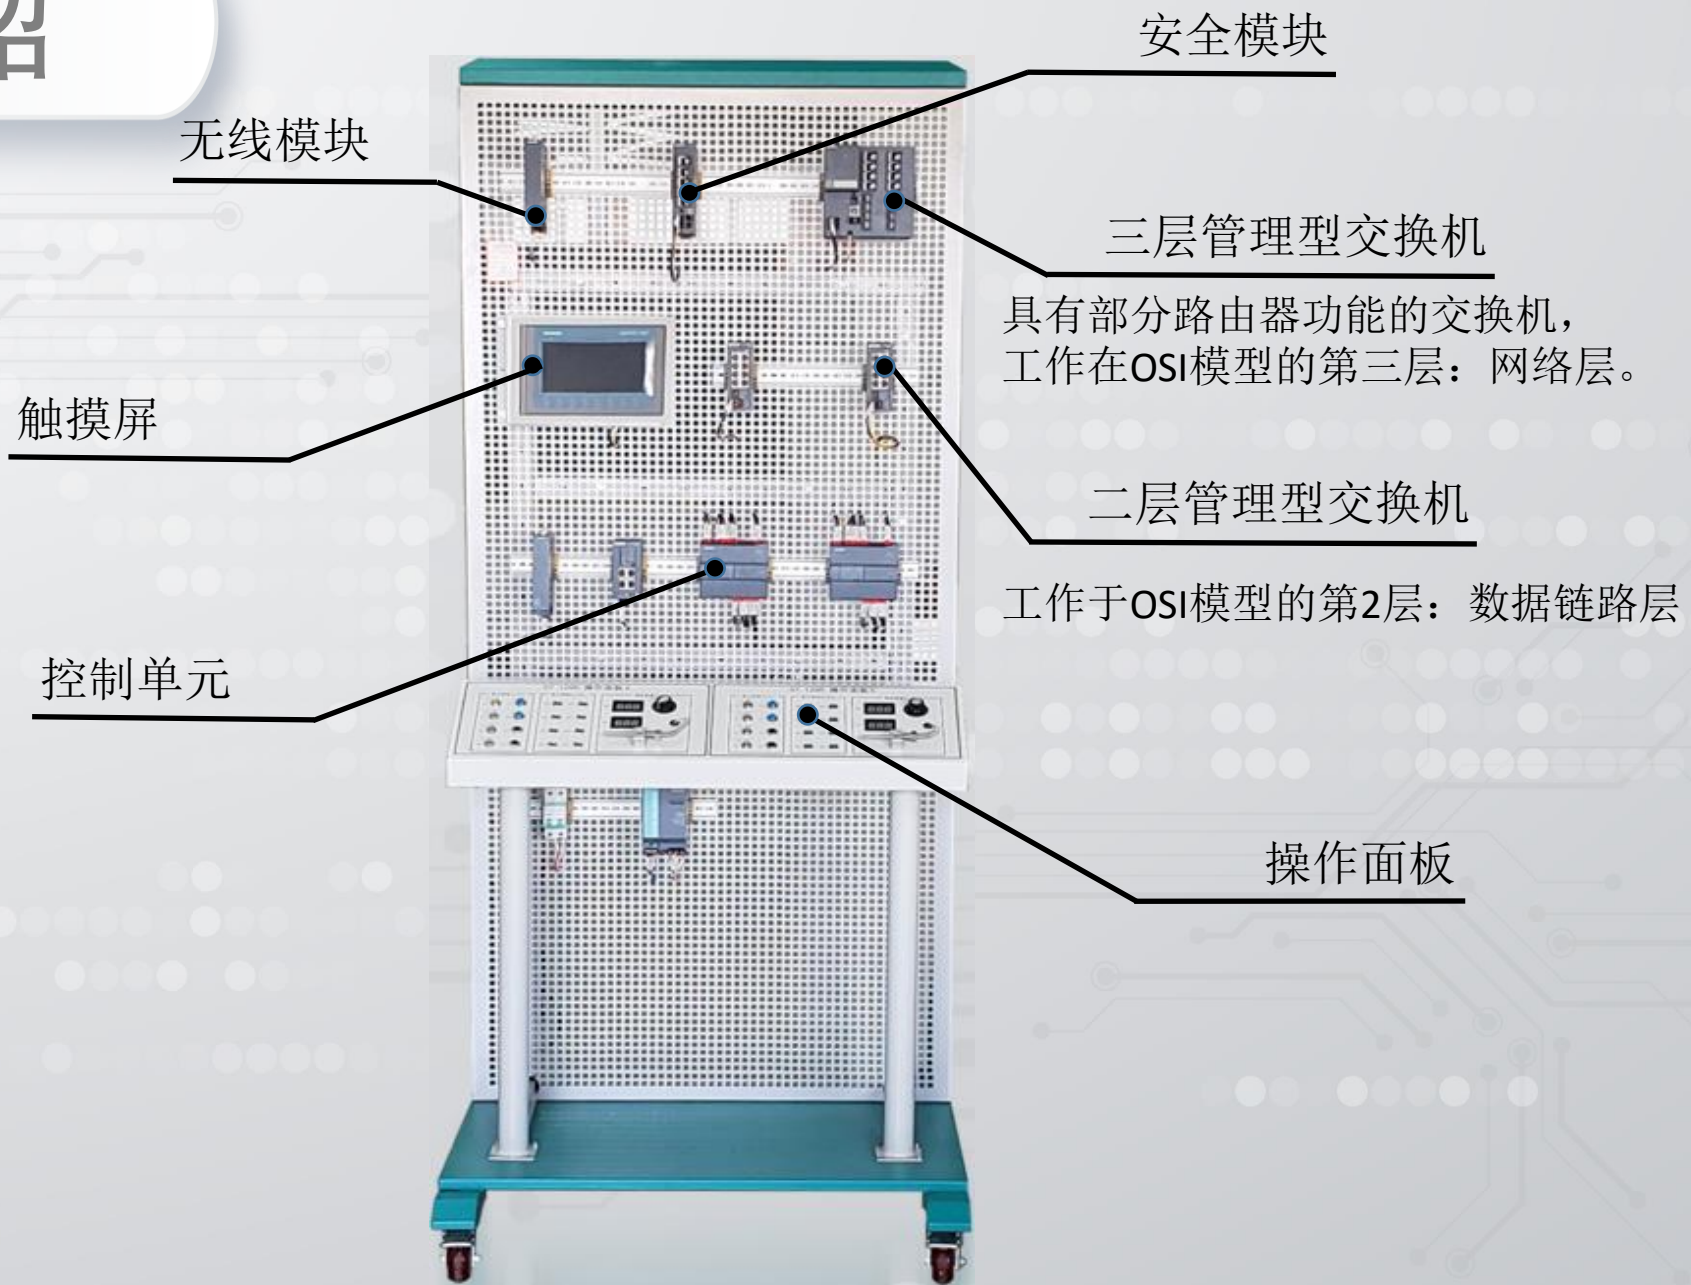 绍
安全模块
无线模块
三层管理型交换机
具有部分路由器功能的交换机，
工作在OSI模型的第三层：网络层。
触摸屏
二层管理型交换机
工作于OSI模型的第2层：数据链路层
控制单元
操作面板